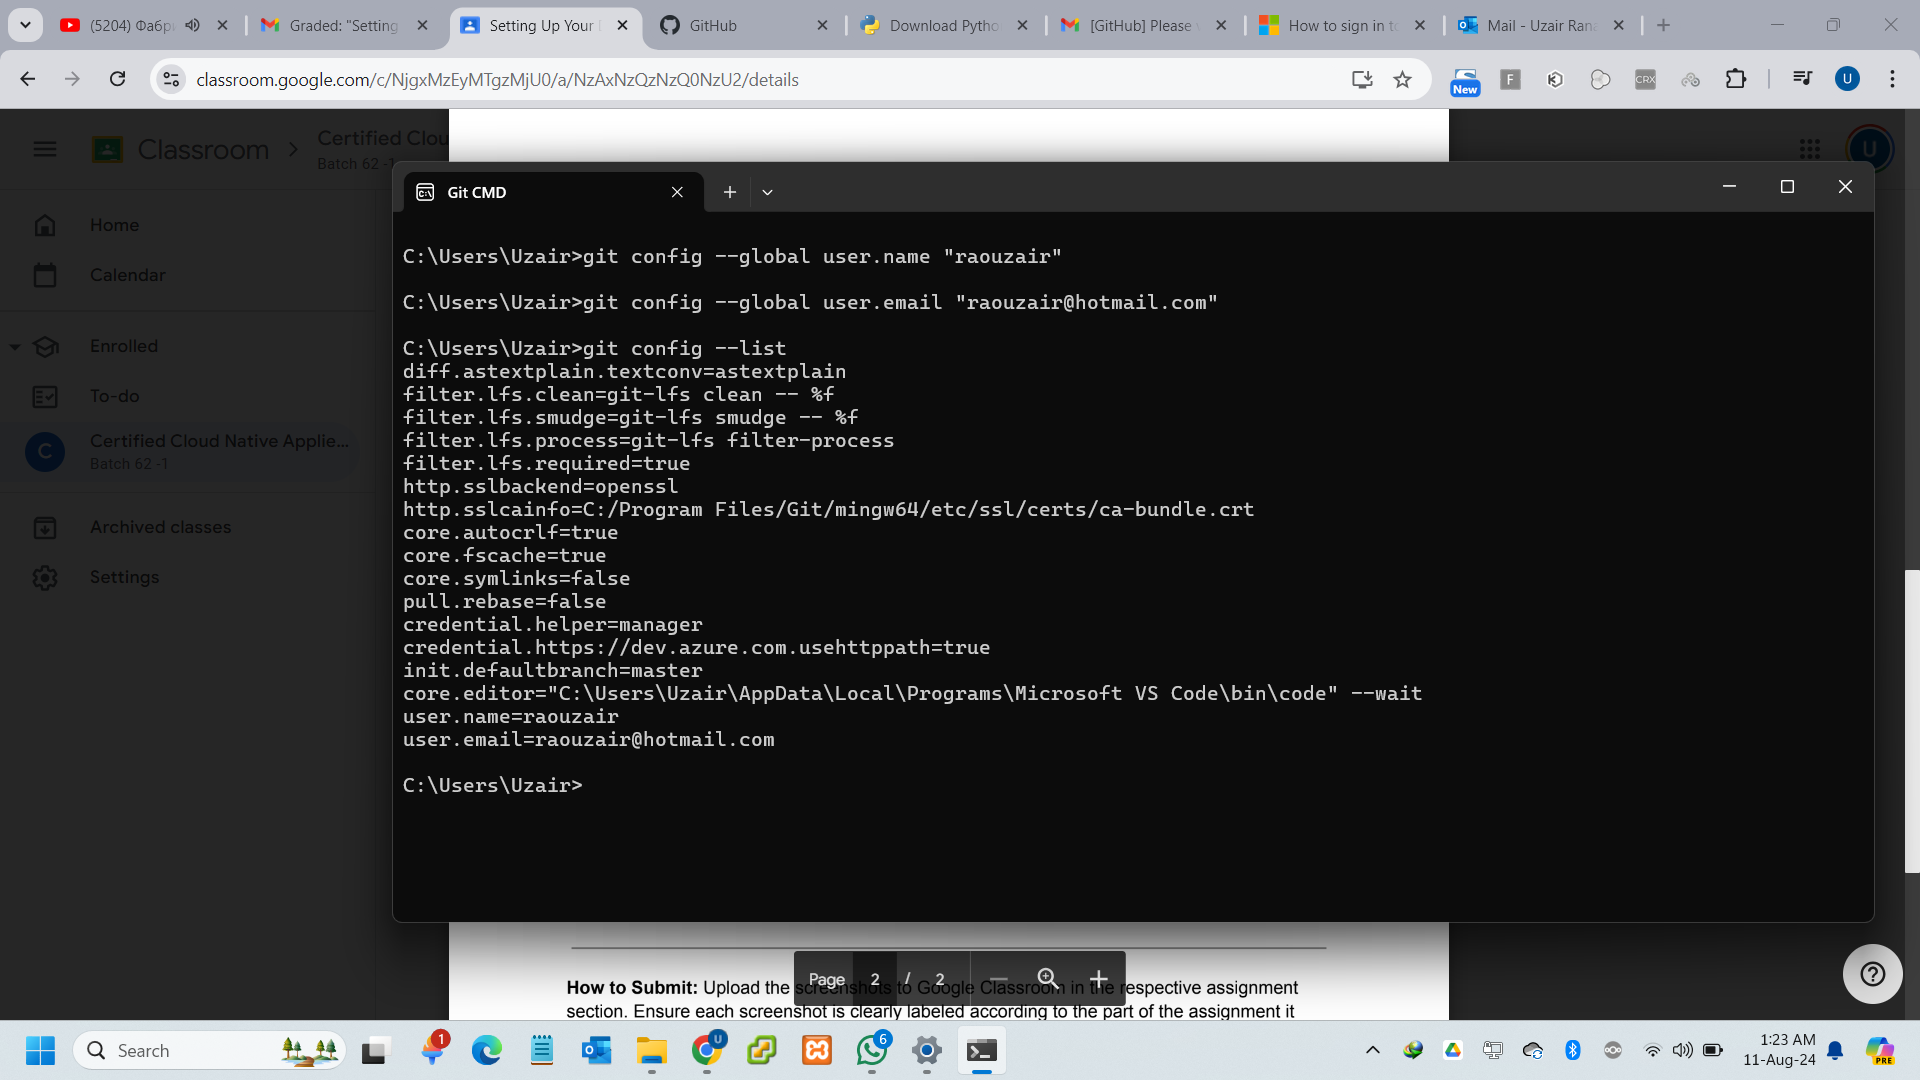 (5204) Фабри
Graded: "Setting
Setting Up Your
GitHub
Download Pytho
[GitHub] Please
How to sign in to
Mail - Uzair Rana
classroom.google.com/c/NjgxMzEyMTgzMjU0/a/NzAxNzQzNzQ0NzU2/details
New
F
CRX
U
Classroom
Certified Clou
Batch 62 -1
U
Home
Calendar
Enrolled
To-do
C
Certified Cloud Native Applie...
Batch 62 -1
Archived classes
Settings
Git CMD
C:\Users\Uzair>git config --global user.name "raouzair"
C:\Users\Uzair>git config --global user.email "raouzair@hotmail.com"
C:\Users\Uzair>git config --list
diff.astextplain.textconv=astextplain
filter.lfs.clean=git-lfs clean -- %f
filter.lfs.smudge=git-lfs smudge -- %f
filter.lfs.process=git-lfs filter-process
filter.lfs.required=true
http.sslbackend=openssl
http.sslcainfo=C:/Program Files/Git/mingw64/etc/ssl/certs/ca-bundle.crt
core.autocrlf=true
core.fscache=true
core.symlinks=false
pull.rebase=false
credential.helper=manager
credential.https://dev.azure.com.usehttppath=true
init.defaultbranch=master
core.editor="C:\Users\Uzair\AppData\Local\Programs\Microsoft VS Code\bin\code" --wait
user.name=raouzair
user.email=raouzair@hotmail.com
C:\Users\Uzair>
Page 2 / 2
How to Submit: Upload the screenshots to Google Classroom in the respective assignment
section. Ensure each screenshot is clearly labeled according to the part of the assignment it
Search
1
U
6
1:23 AM
11-Aug-24
PRE